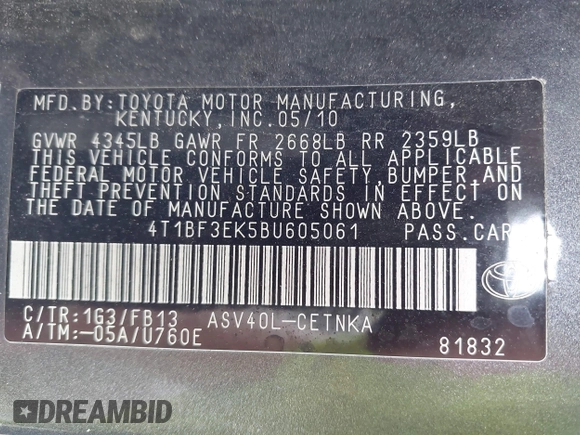 MFD.BY:TOYOTA MOTOR MANUFACTURING,
KENTUCKY,INC.05/10
GVWR 4345LB GAWR FR 2668LB RR 2359LB
THIS VEHICLE CONFORMS TO ALL APPLICABLE
FEDERAL MOTOR VEHICLE SAFETY, BUMPER,AND
THEFT PREVENTION STANDARDS IN EFFECT ON
THE DATE OF MANUFACTURE SHOWN ABOVE.
4T1BF3EK5BU605061 PASS.CAR
C/TR:1G3/FB13 ASV40L-CETNKA
A/TM:-05A/U760E 81832
DREAMBID